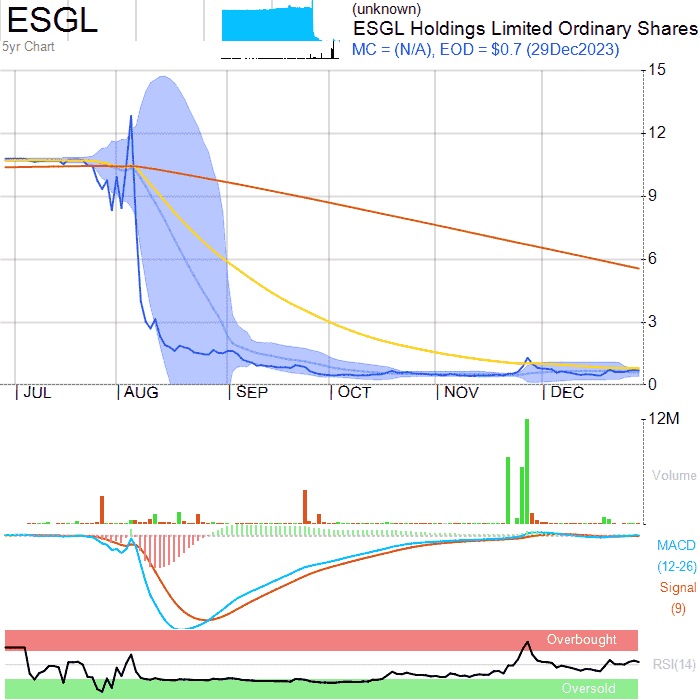 ESGL
5yr Chart
(unknown)
ESGL Holdings Limited Ordinary Shares
MC = (N/A), EOD = $0.7 (29Dec2023)
15
12
9
6
3
0
JUL AUG SEP OCT NOV DEC
12M
Volume
MACD
(12-26)
Signal
(9)
Overbought
RSI(14)
Oversold